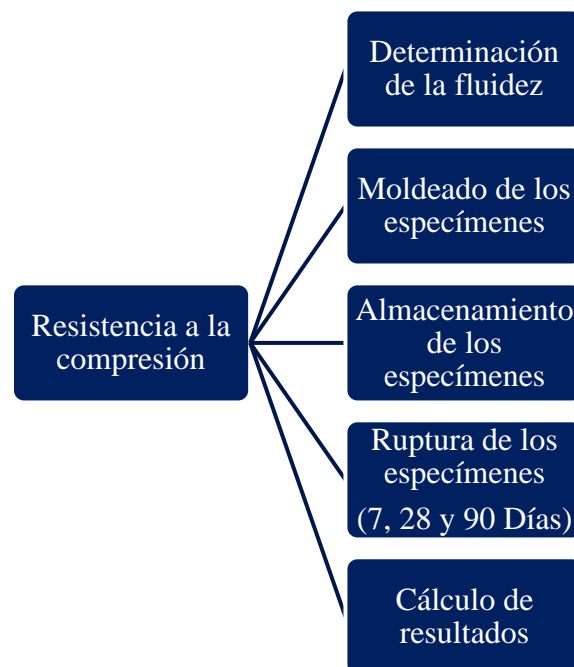 Determinación
de la fluidez
Moldeado de los
especímenes
Resistencia a la
compresión
Almacenamiento
de los
especímenes
Ruptura de los
especímenes
(7, 28 y 90 Días)
Cálculo de
resultados